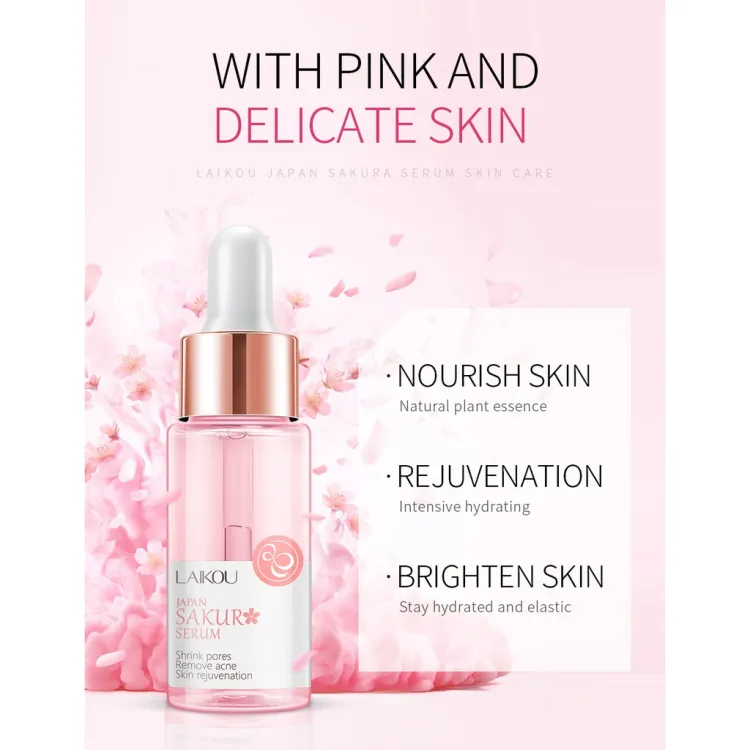 WITH PINK AND
DELICATE SKIN
LAIKOU JAPAN SAKURA SERUM SKIN CARE
· NOURISH SKIN
Natural plant essence
· REJUVENATION
Intensive hydrating
· BRIGHTEN SKIN
Stay hydrated and elastic
LAIKOU
JAPAN
SAKUR
SERUM
Shrink pores
Remove acne
Skin rejuvenation